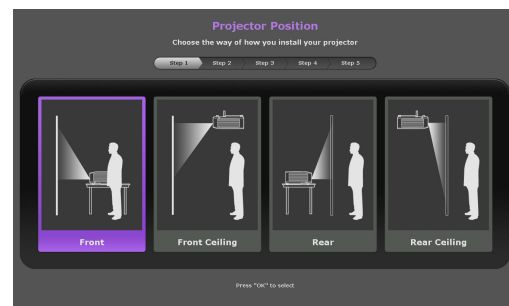 Projector Position
Choose the way of how you install your projector
Step 1 Step 2 Step 3 Step 4 Step 5
Front Front Ceiling Rear Rear Ceiling
Press "OK" to select